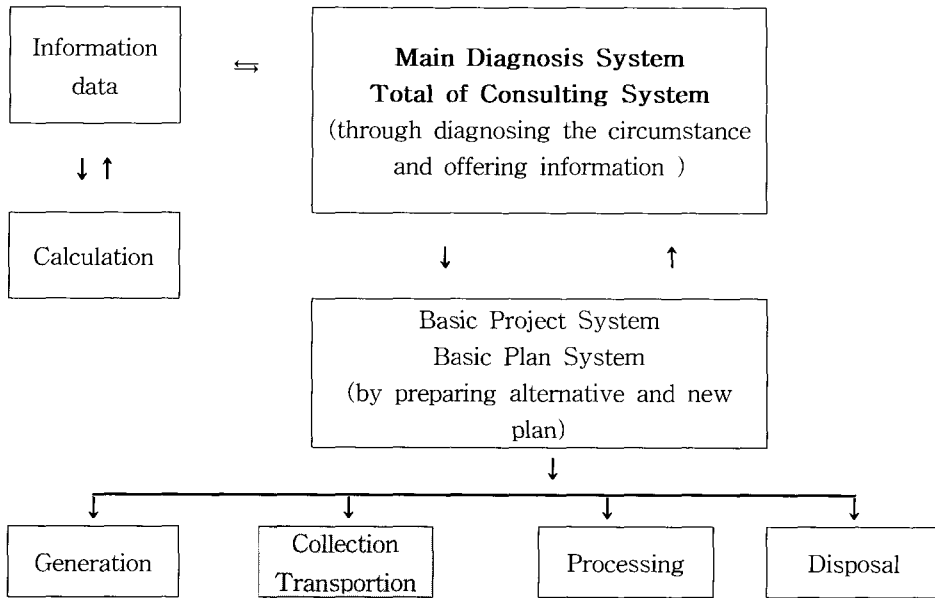 Information
data
⇆
Main Diagnosis System
Total of Consulting System
(through diagnosing the circumstance
and offering information )
↓ ↑
Calculation
↓ ↑
Basic Project System
Basic Plan System
(by preparing alternative and new
plan)
↓
Generation
Collection
Transportion
Processing
Disposal